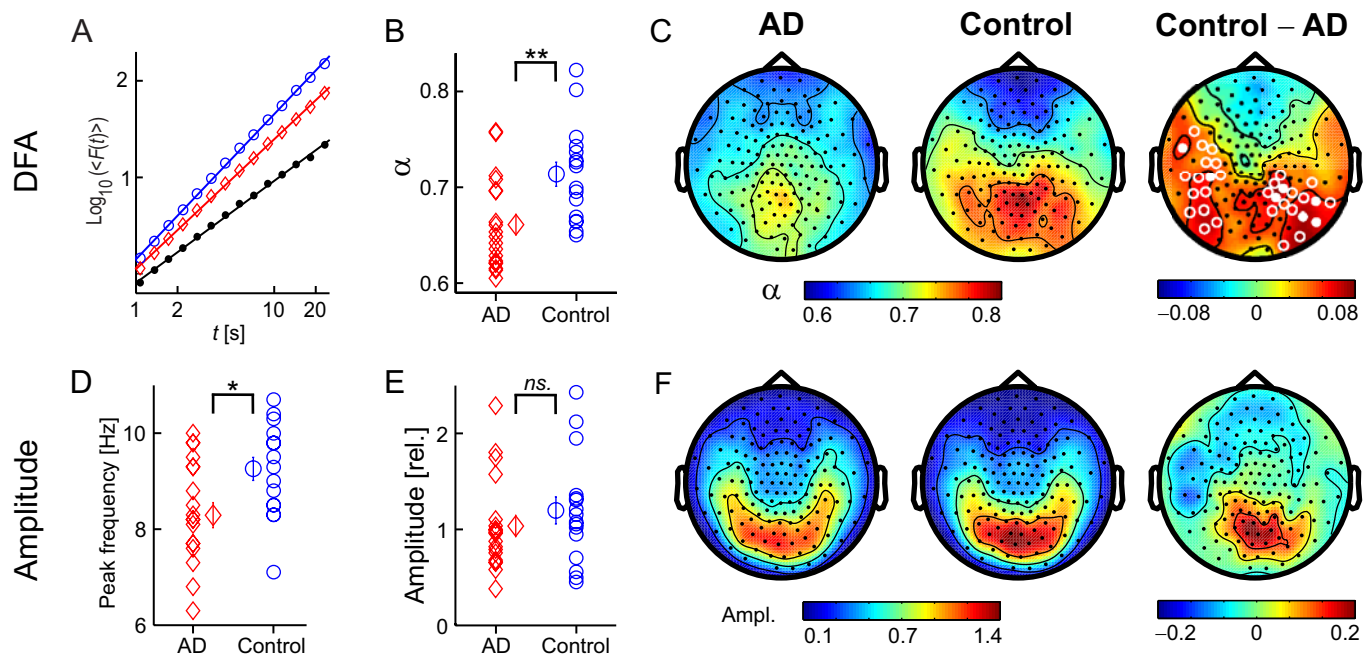 A
B
C
AD
Control
Control – AD
DFA
Log10(<F(t)>)
2
1
1
2
10
20
t [s]
α
0.8
0.7
0.6
**
AD
Control
α
0.6
0.7
0.8
−0.08
0
0.08
D
E
F
Amplitude
Peak frequency [Hz]
10
8
6
*
AD
Control
Amplitude [rel.]
2
1
0
ns.
AD
Control
Ampl.
0.1
0.7
1.4
−0.2
0
0.2